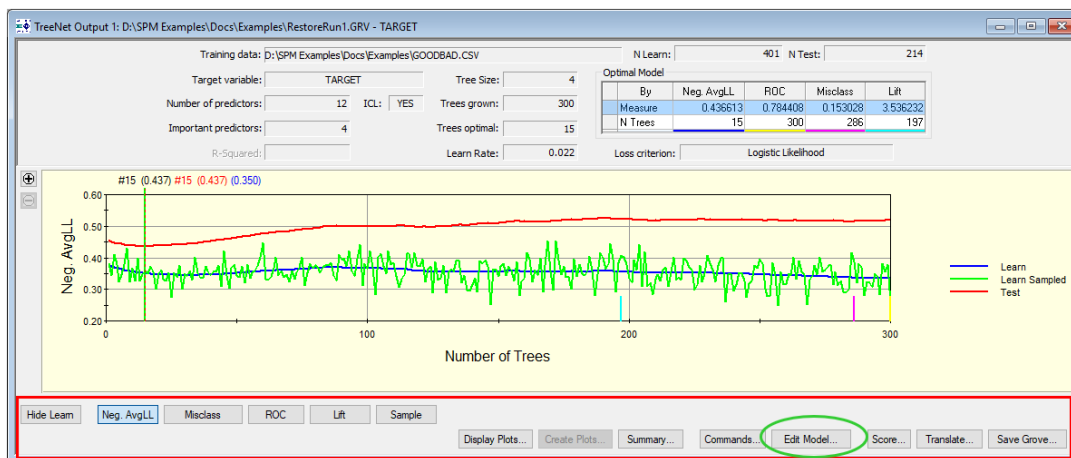 TreeNet Output 1: D:\SPM Examples\Docs\Examples\RestoreRun1.GRV - TARGET
Training data: D:\SPM Examples\Docs\Examples\GOODBAD.CSV N Learn: 401 N Test: 214
Target variable: TARGET Tree Size: 4 Optimal Model
By Neg. AvgLL ROC Misclass Lift
Number of predictors: 12 ICL: YES Trees grown: 300 Measure 0.436613 0.784408 0.153028 3.536232
N Trees 15 300 286 197
Important predictors: 4 Trees optimal: 15
R-Squared: Learn Rate: 0.022 Loss criterion: Logistic Likelihood
#15 (0.437) #15 (0.437) (0.350)
0.60
0.50
0.40
0.30
0.20
Neg. AvgLL
0 100 200 300
Number of Trees
Learn
Learn Sampled
Test
Hide Learn Neg. AvgLL Misclass ROC Lift Sample
Display Plots... Create Plots... Summary... Commands... Edit Model... Score... Translate... Save Grove...